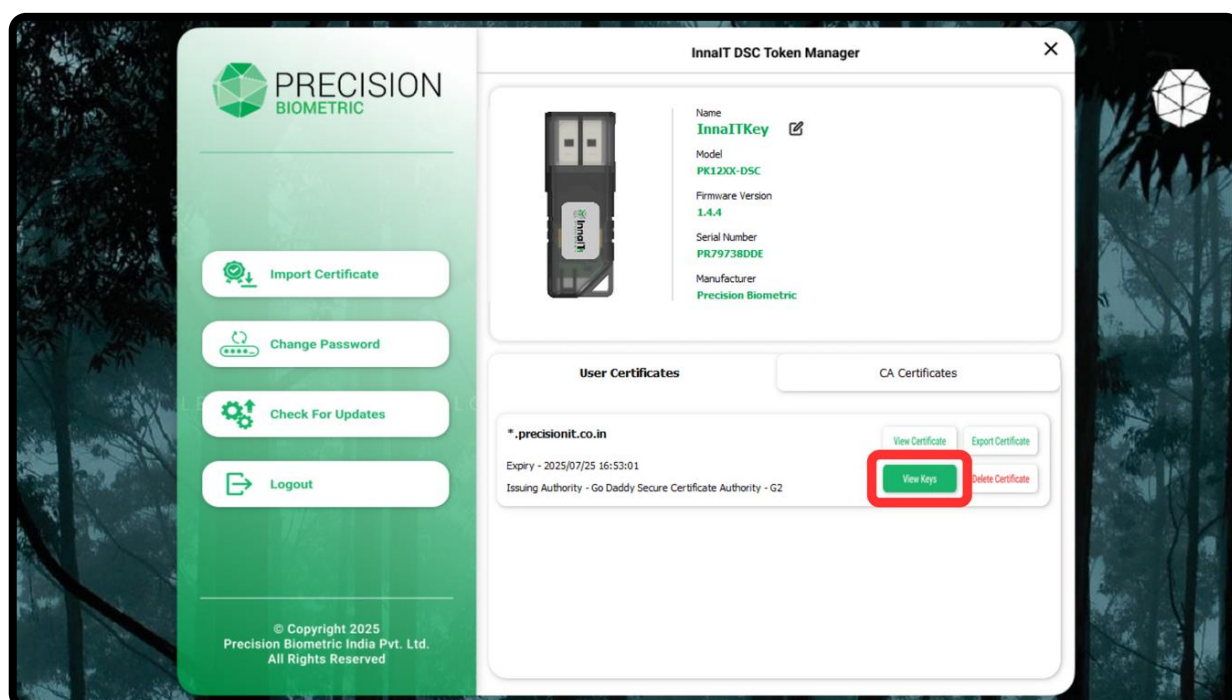 PRECISION
BIOMETRIC
Import Certificate
Change Password
Check For Updates
Logout
© Copyright 2025
Precision Biometric India Pvt. Ltd.
All Rights Reserved
InnaIT DSC Token Manager
InnaIT
Name
InnaITKey
Model
PK12XX-DSC
Firmware Version
1.4.4
Serial Number
PR79738DDE
Manufacturer
Precision Biometric
User Certificates
CA Certificates
*.precisionit.co.in
Expiry - 2025/07/25 16:53:01
Issuing Authority - Go Daddy Secure Certificate Authority - G2
View Certificate
Export Certificate
View Keys
Delete Certificate